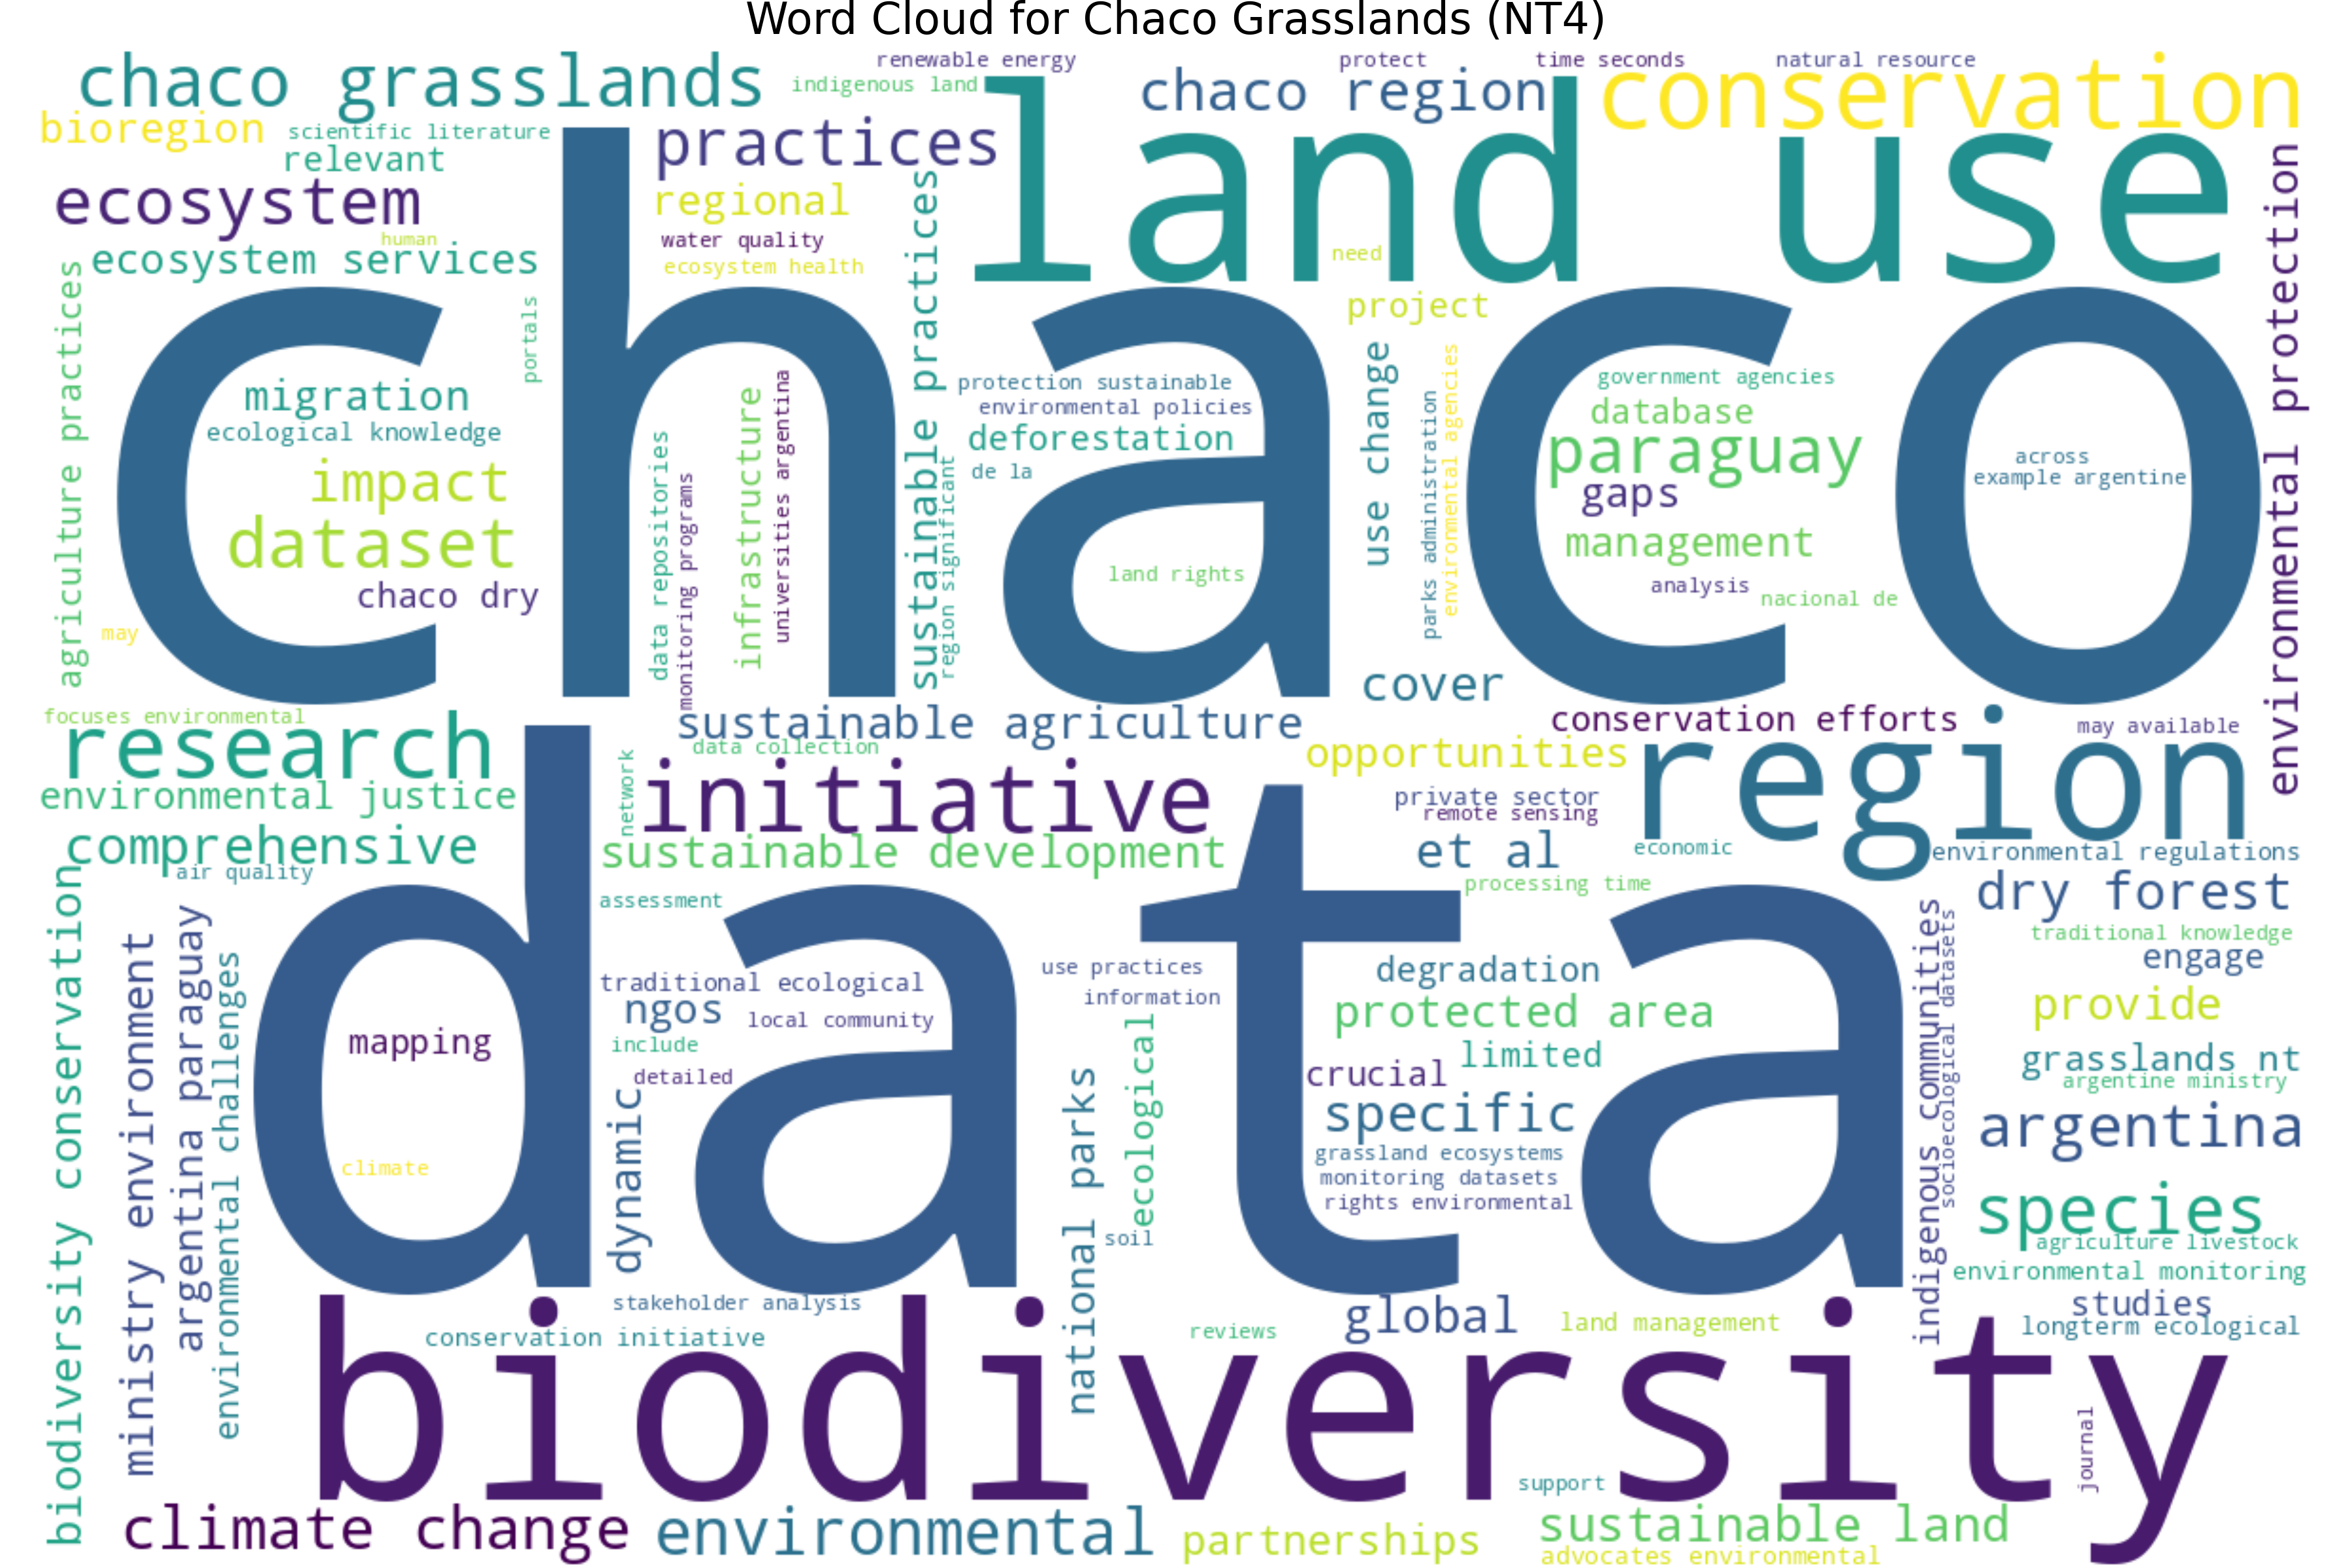 Word Cloud for Chaco Grasslands (NT4)
renewable energy
protect
time seconds
natural resource
chaco grasslands
indigenous land
chaco region
conservation
bioregion
scientific literature
practices
land use
relevant
ecosystem
regional
human
water quality
need
ecosystem services
ecosystem health
sustainable practices
environmental protection
agriculture practices
portals
chaco
project
migration
ecological knowledge
impact
dataset
chaco dry
may
data repositories
monitoring programs
infrastructure
universities argentina
region significant
protection sustainable
environmental policies
deforestation
de la
land rights
use change
parks administration
environmental agencies
government agencies
database
paraguay
gaps
management
analysis
nacional de
across
example argentine
cover
focuses environmental
research
sustainable agriculture
data collection
conservation efforts
may available
opportunities
region
network
initiative
environmental justice
private sector
remote sensing
comprehensive
sustainable development
et al
economic
environmental regulations
air quality
processing time
dry forest
assessment
data
biodiversity conservation
ministry environment
argentina paraguay
environmental challenges
mapping
climate
traditional ecological
ngos
local community
include
detailed
dynamic
use practices
information
ecological
national parks
soil
degradation
protected area
limited
crucial
specific
grassland ecosystems
monitoring datasets
rights environmental
indigenous communities
socioecological datasets
traditional knowledge
engage
provide
grasslands nt
argentine ministry
argentina
species
agriculture livestock
environmental monitoring
studies
longterm ecological
stakeholder analysis
conservation initiative
reviews
global
land management
biodiversity
support
journal
climate change
environmental
partnerships
sustainable land
advocates environmental